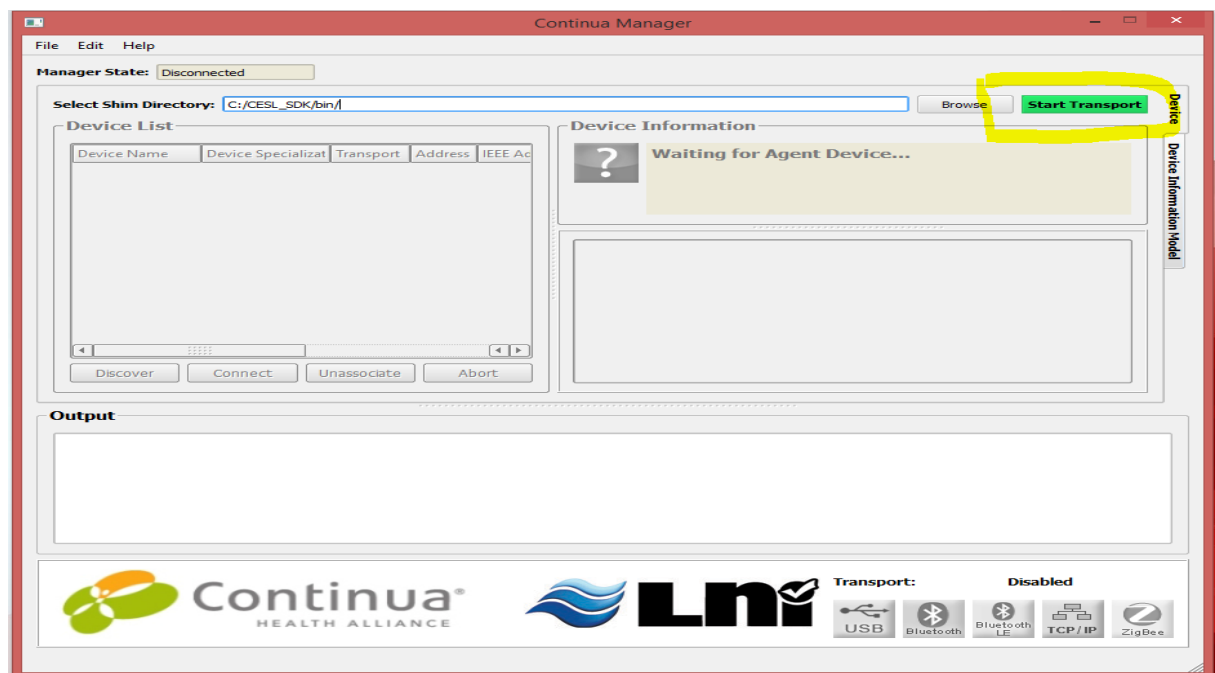 Continua Manager
File Edit Help
Manager State: Disconnected
Select Shim Directory: C:/CESL_SDK/bin/ Browse Start Transport
Device
Device Information Model
Device List
Device Name Device Specializat Transport Address IEEE Ac
Discover Connect Unassociate Abort
Device Information
?
Waiting for Agent Device...
Output
Continua®
HEALTH ALLIANCE
Lni
Transport: Disabled
USB Bluetooth Bluetooth LE TCP/IP ZigBee